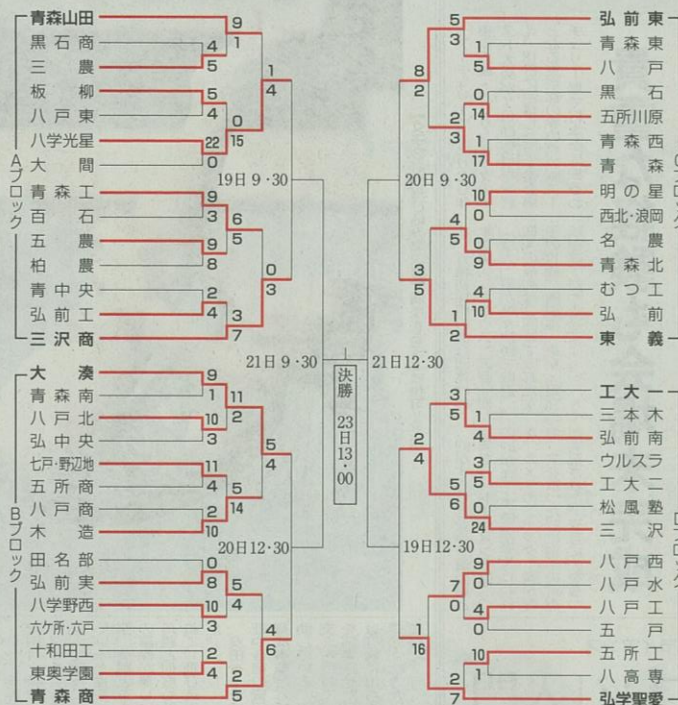 Aブロック
青森山田 9
1
黒石商 4
三農 5
板柳 5
八戸東 4
八学光星 22
大間 0
0
15
1
4
19日9・30
青森工 9
百石 3
五農 9
柏農 8
6
5
青中央 2
弘前工 4
3
三沢商 7
0
3
21日9・30
Bブロック
大湊 9
青森南 1
八戸北 10
弘中央 3
11
2
七戸・野辺地 11
五所商 4
八戸商 2
木造 10
5
14
5
4
20日12・30
田名部 0
弘前実 8
八学野西 10
六ケ所・六戸 3
5
4
十和田工 2
東奥学園 4
2
青森商 5
4
6
決勝 23日13・00
5 弘前東
3
1 青森東
5 八戸
0 黒石
14 五所川原
1 青森西
17 青森
2
3
8
2
20日9・30
10 明の星
0 西北・浪岡
0 名農
9 青森北
4
5
4 むつ工
10 弘前
1
2 東義
3
5
21日12・30
3 工大一
5
1 三本木
4 弘前南
3 ウルスラ
5 工大二
0 松風塾
24 三沢
5
6
2
4
19日12・30
9 八戸西
0 八戸水
4 八戸工
0 五戸
7
0
10 五所工
1 八高専
2
7 弘学聖愛
1
16